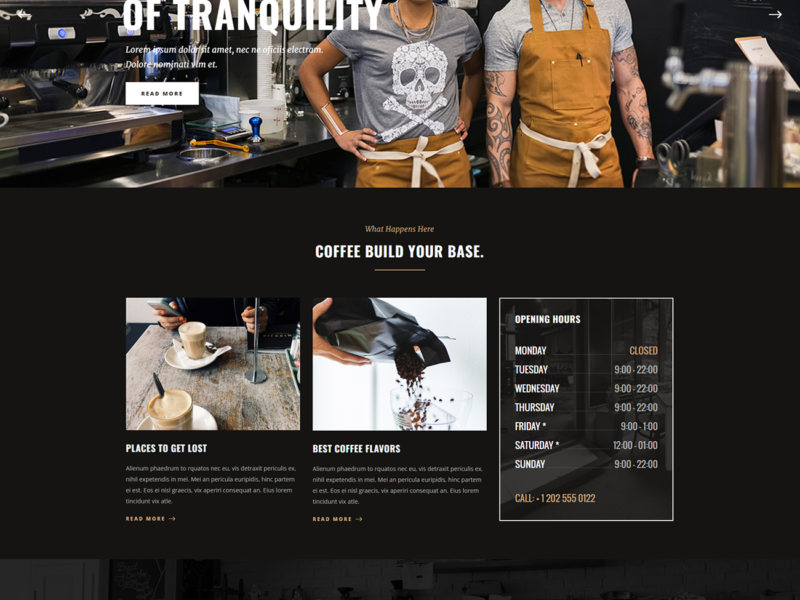 OF TRANQUILITY
Lorem ipsum dolor sit amet, nec ne oficiis electram.
Dolore nominati vim et.
READ MORE
What Happens Here
COFFEE BUILD YOUR BASE.
PLACES TO GET LOST
Alienum phaedrum to rquatos nec eu, vis detraxit periculis ex,
nihil expetendis in mei. Mei an pericula euripidis, hinc partem
ei est. Eos ei nisl graecis, vix aperiri consequat an. Eius lorem
tincidunt vix atle.
READ MORE
BEST COFFEE FLAVORS
Alienum phaedrum to rquatos nec eu, vis detraxit periculis ex,
nihil expetendis in mei. Mei an pericula euripidis, hinc partem
ei est. Eos ei nisl graecis, vix aperiri consequat an. Eius lorem
tincidunt vix atle.
READ MORE
OPENING HOURS
MONDAY CLOSED
TUESDAY 9:00 - 22:00
WEDNESDAY 9:00 - 22:00
THURSDAY 9:00 - 22:00
FRIDAY * 9:00 - 1:00
SATURDAY * 12:00 - 01:00
SUNDAY 9:00 - 22:00
CALL: + 1 202 555 0122